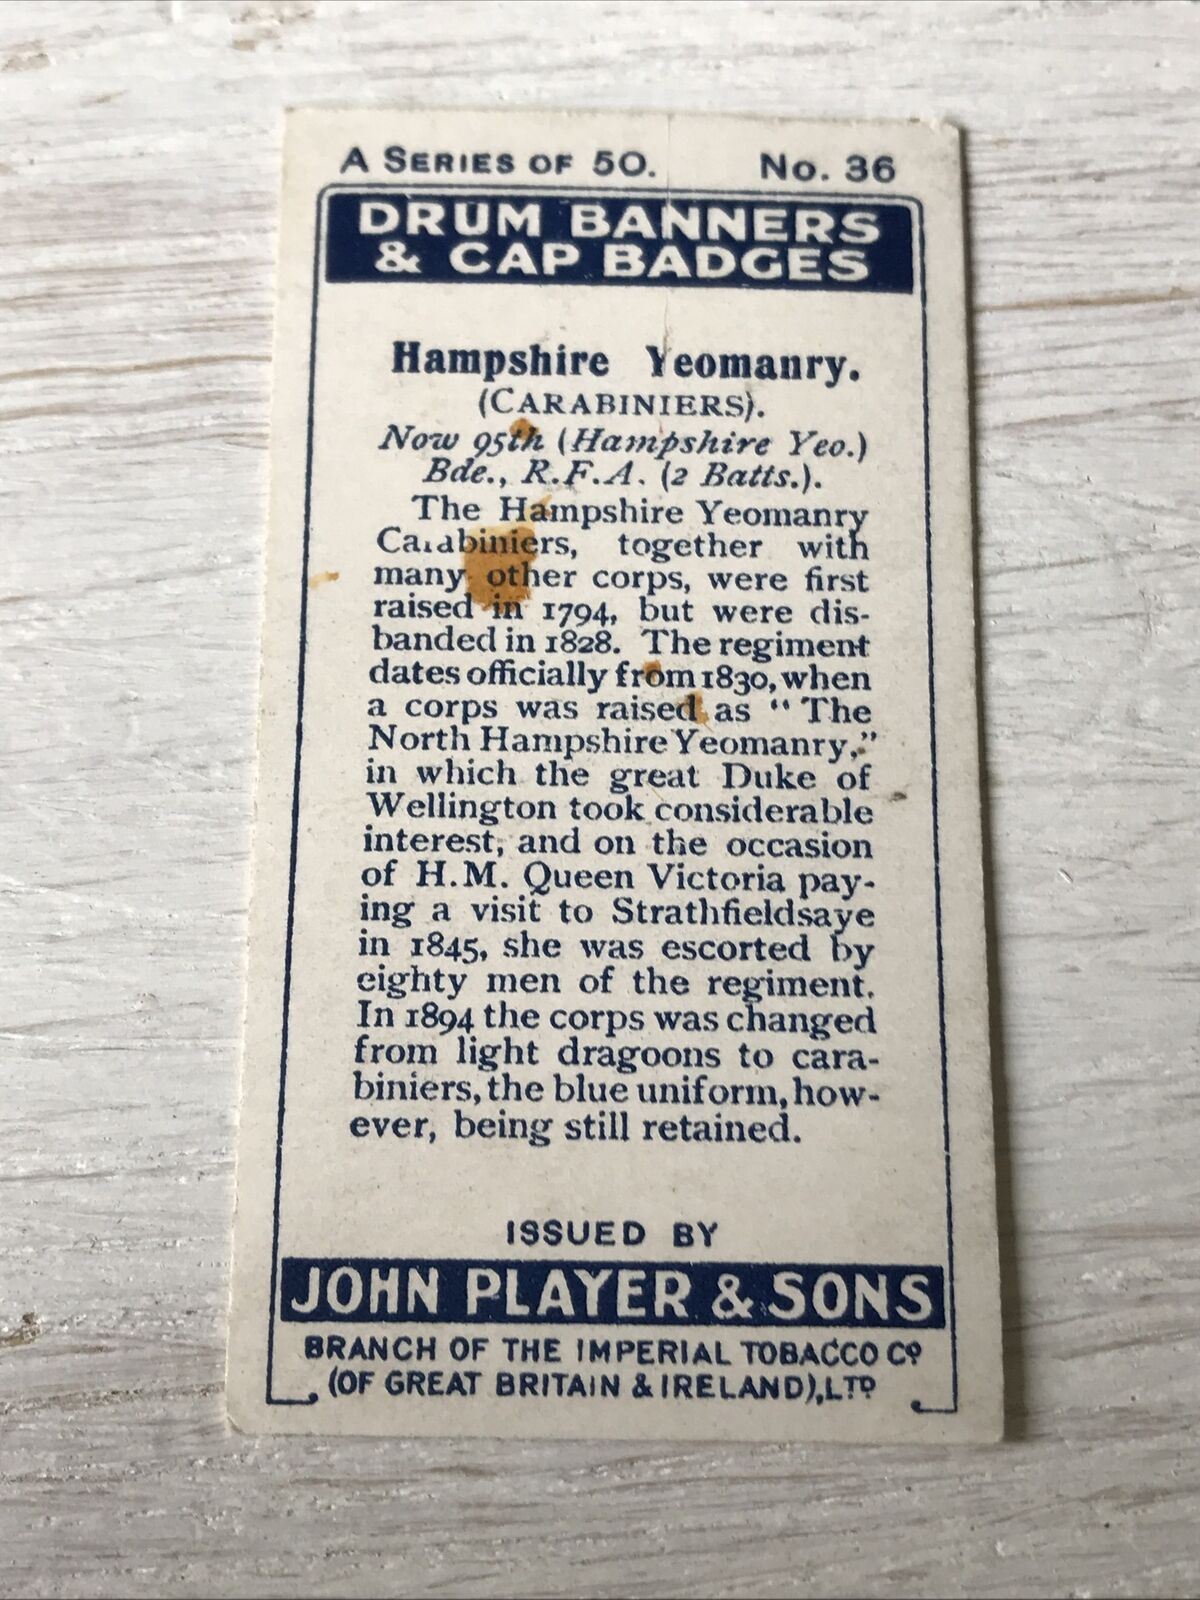 A SERIES OF 50. No. 36
DRUM BANNERS
& CAP BADGES
Hampshire Yeomanry.
(CARABINIERS).
Now 95th (Hampshire Yeo.)
Bde., R.F.A. (2 Batts.).
The Hampshire Yeomanry
Carabiniers, together with
many other corps, were first
raised in 1794, but were dis-
banded in 1828. The regiment
dates officially from 1830, when
a corps was raised as "The
North Hampshire Yeomanry,"
in which the great Duke of
Wellington took considerable
interest, and on the occasion
of H.M. Queen Victoria pay-
ing a visit to Strathfieldsaye
in 1845, she was escorted by
eighty men of the regiment.
In 1894 the corps was changed
from light dragoons to cara-
biniers, the blue uniform, how-
ever, being still retained.
ISSUED BY
JOHN PLAYER & SONS
BRANCH OF THE IMPERIAL TOBACCO CO
(OF GREAT BRITAIN & IRELAND), LTD